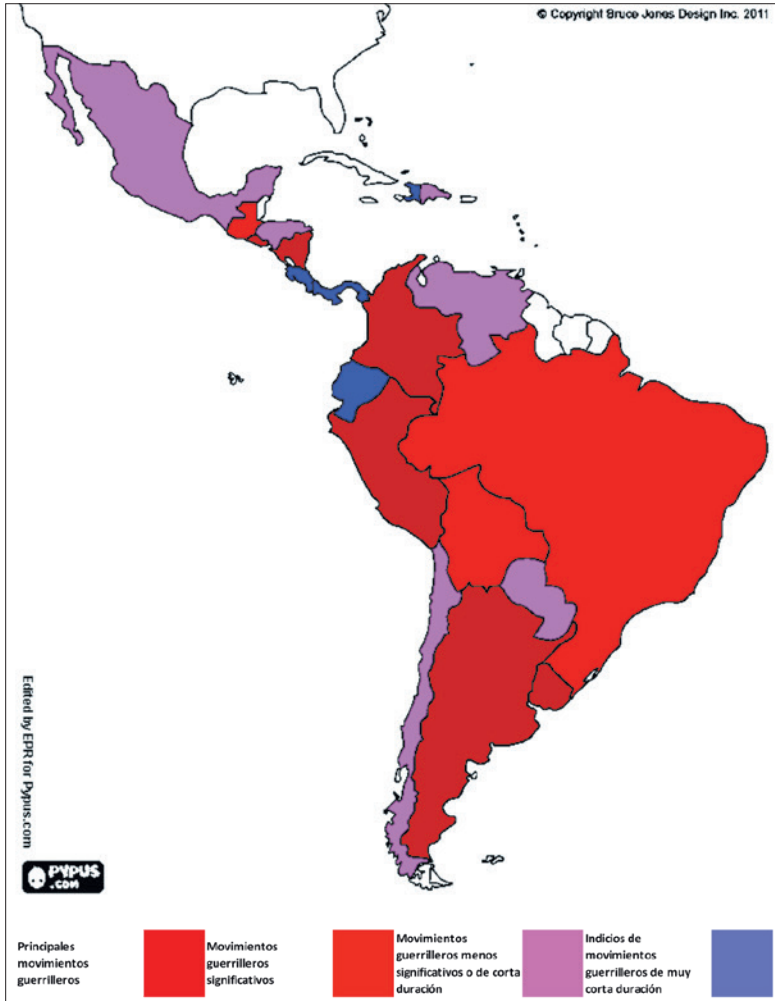 © Copyright Bruce Jones Design Inc. 2011
Edited by EPR for Pypus.com
PYPUS
.COM
Principales
movimientos
guerrilleros
Movimientos
guerrilleros
significativos
Movimientos
guerrilleros menos
significativos o de corta
duración
Indicios de
movimientos
guerrilleros de muy
corta duración